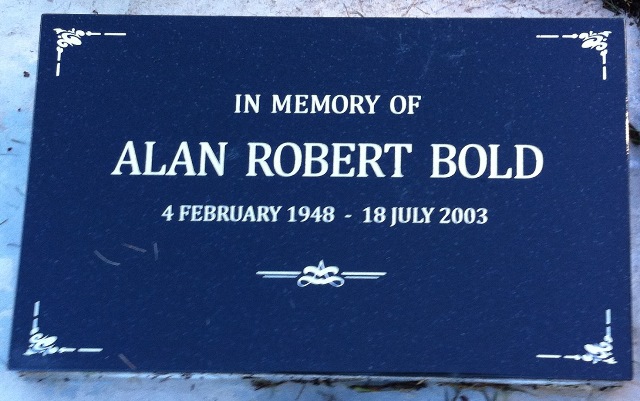 IN MEMORY OF
ALAN ROBERT BOLD
4 FEBRUARY 1948 - 18 JULY 2003